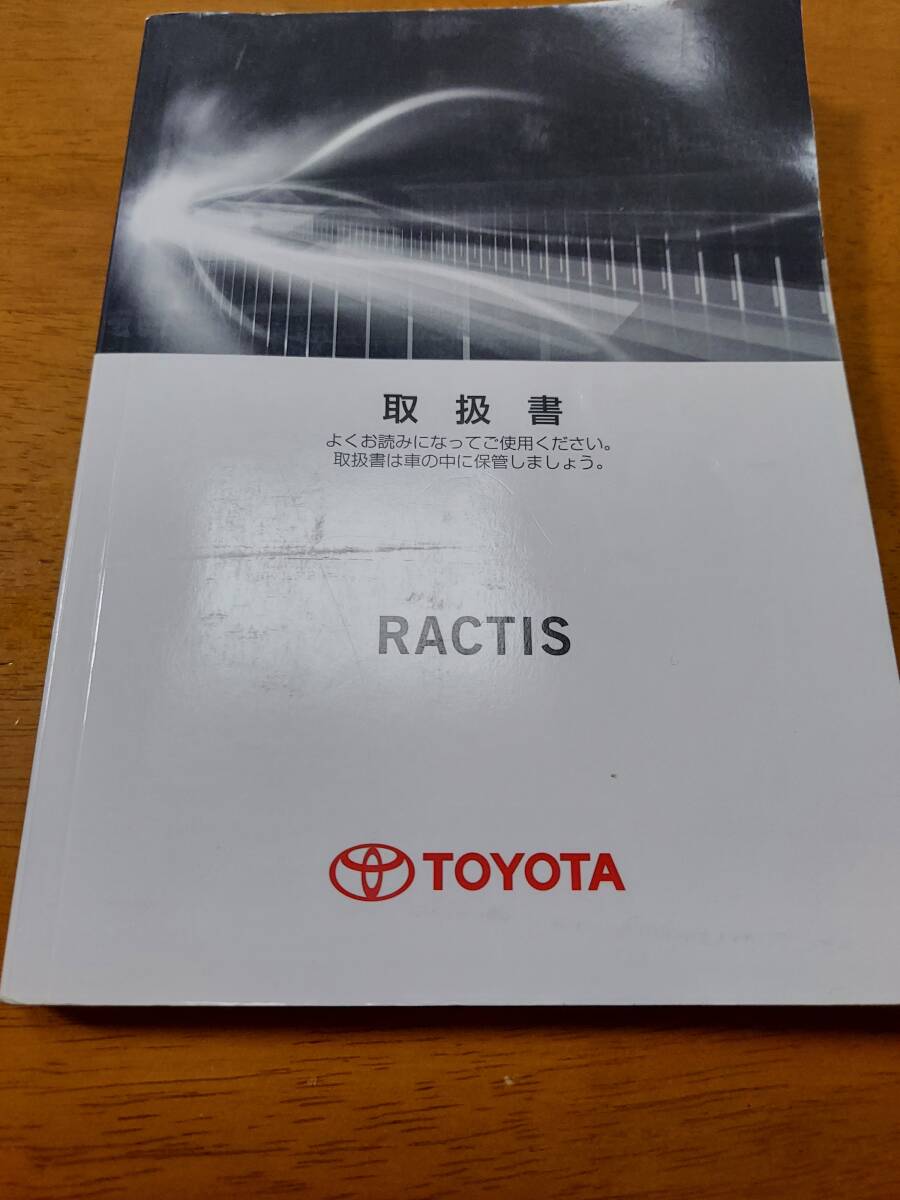 取扱書
よくお読みになってご使用ください。
取扱書は車の中に保管しましょう。
RACTIS
TOYOTA